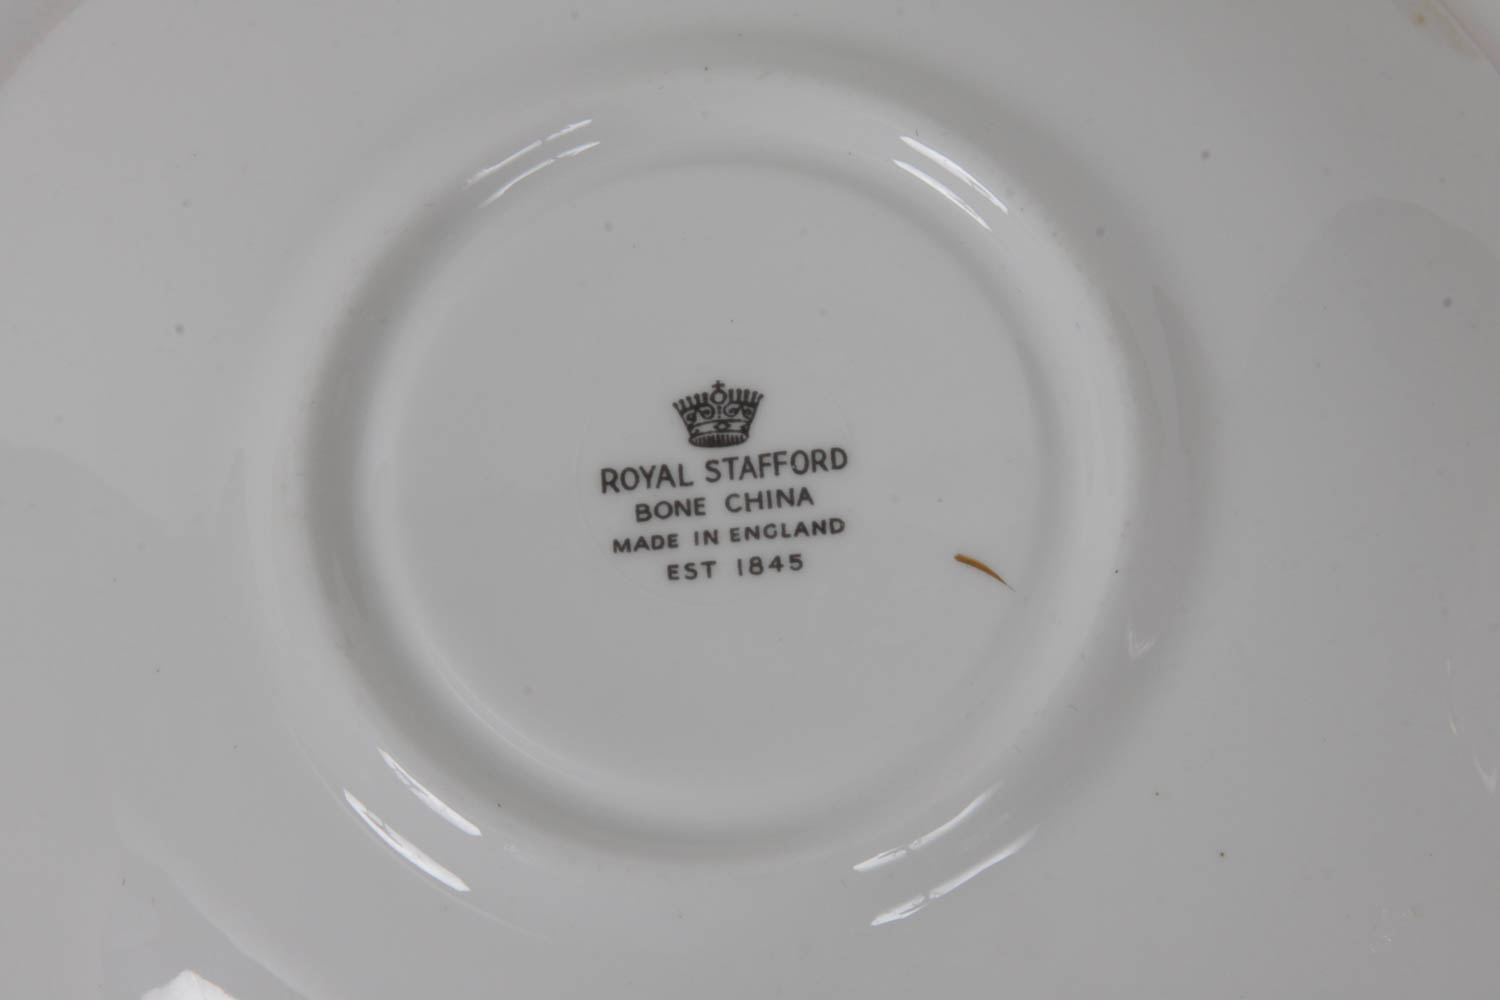 ROYAL STAFFORD
BONE CHINA
MADE IN ENGLAND
EST 1845